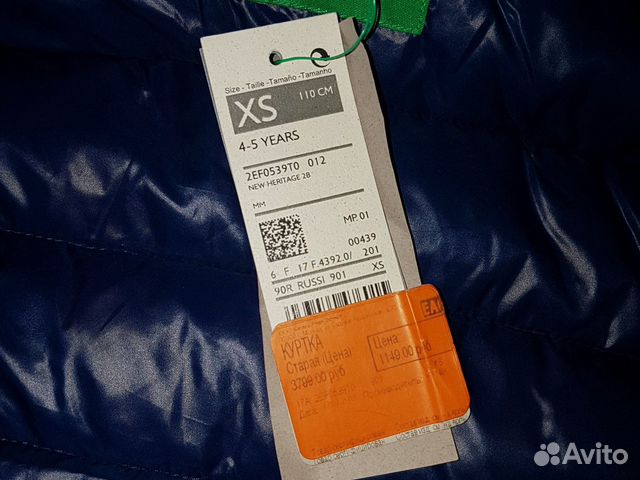 Size - Taille -Tamaño -Tamanho
XS 110 CM
4-5 YEARS
2EF0539T0 012
NEW HERITAGE 2B
MM
MP.01
00439
6 F 17 F.4392.0/ 201
90R RUSSI 901 XS
EAC
КУРТКА
Старая (Цена)
3799.00 руб
Цена
1149.00 руб
Avito